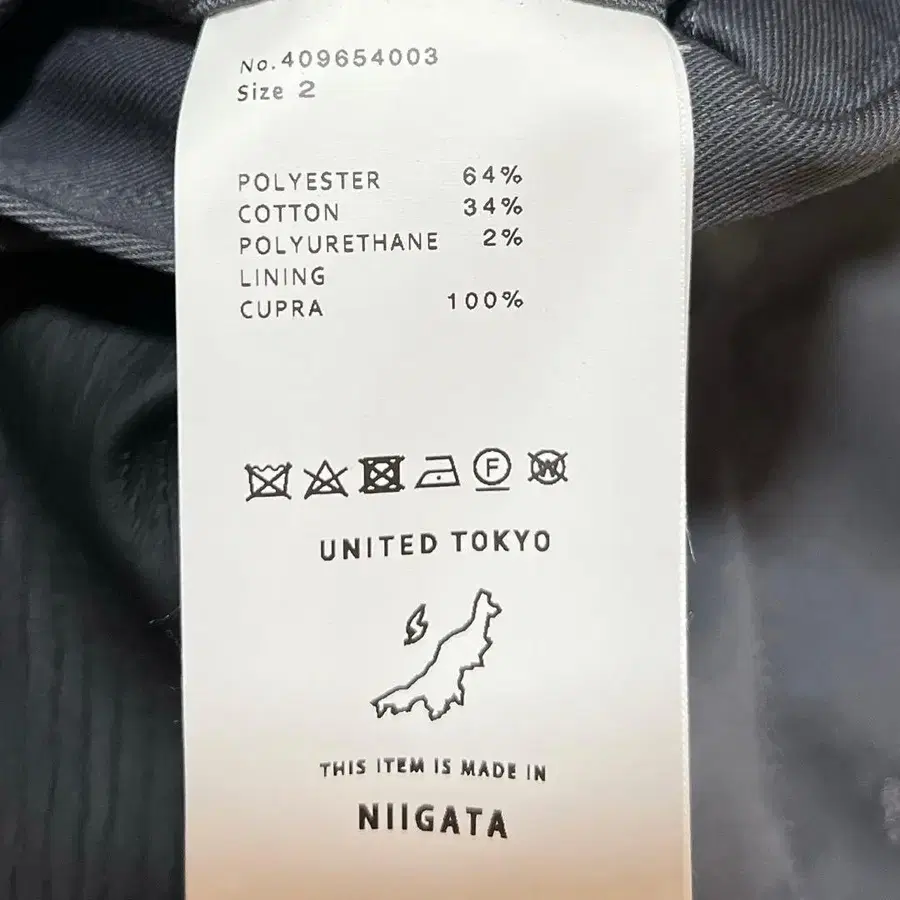 No.409654003
Size 2
POLYESTER 64%
COTTON 34%
POLYURETHANE 2%
LINING
CUPRA 100%
F W
UNITED TOKYO
THIS ITEM IS MADE IN
NIIGATA